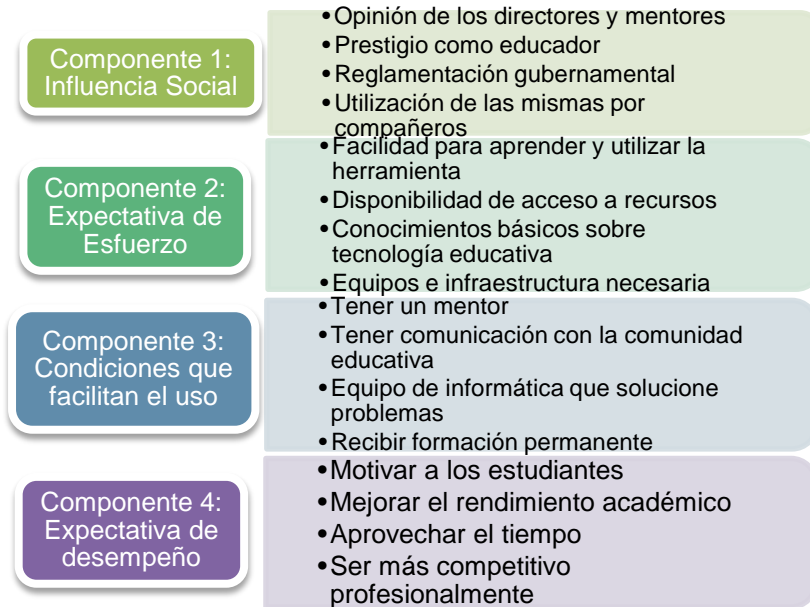 Componente 1:
Influencia Social
•Opinión de los directores y mentores
•Prestigio como educador
•Reglamentación gubernamental
•Utilización de las mismas por
compañeros
Componente 2:
Expectativa de
Esfuerzo
•Facilidad para aprender y utilizar la
herramienta
•Disponibilidad de acceso a recursos
•Conocimientos básicos sobre
tecnología educativa
•Equipos e infraestructura necesaria
Componente 3:
Condiciones que
facilitan el uso
•Tener un mentor
•Tener comunicación con la comunidad
educativa
•Equipo de informática que solucione
problemas
•Recibir formación permanente
Componente 4:
Expectativa de
desempeño
•Motivar a los estudiantes
•Mejorar el rendimiento académico
•Aprovechar el tiempo
•Ser más competitivo
profesionalmente